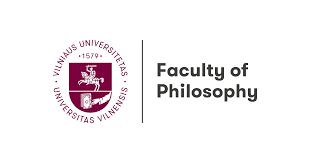 VILNIAUS UNIVERSITETAS
·1579·
UNIVERSITAS VILNENSIS
Faculty of
Philosophy